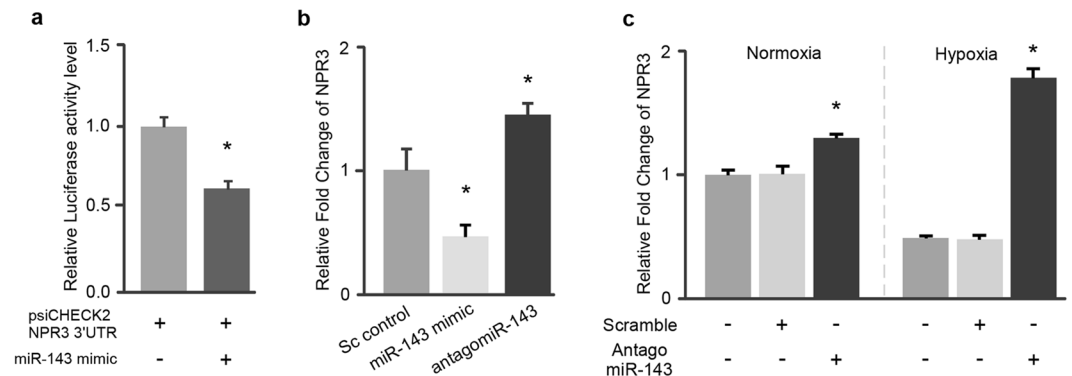 a
Relative Luciferase activity level
1.5
1.0
0.5
0.0
*
psiCHECK2
NPR3 3'UTR
+ +
miR-143 mimic - +
b
Relative Fold Change of NPR3
2
1
0
*
*
Sc control
miR-143 mimic
antagomiR-143
c
Relative Fold Change of NPR3
2
1
0
Normoxia
Hypoxia
*
*
Scramble - + - - + -
Antago
miR-143 - - + - - +